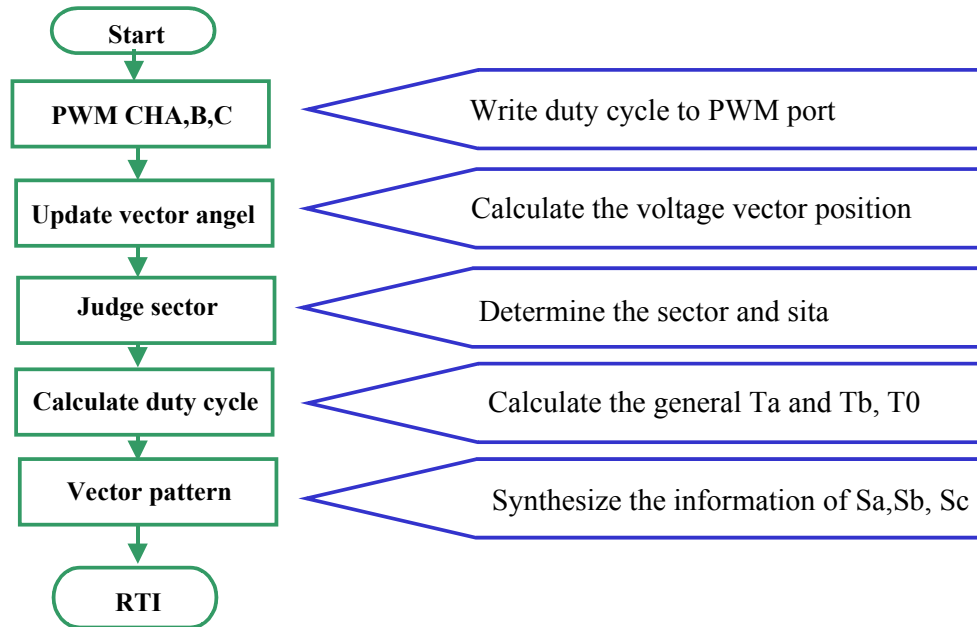 Start
PWM CHA,B,C
Write duty cycle to PWM port
Update vector angel
Calculate the voltage vector position
Judge sector
Determine the sector and sita
Calculate duty cycle
Calculate the general Ta and Tb, T0
Vector pattern
Synthesize the information of Sa,Sb, Sc
RTI